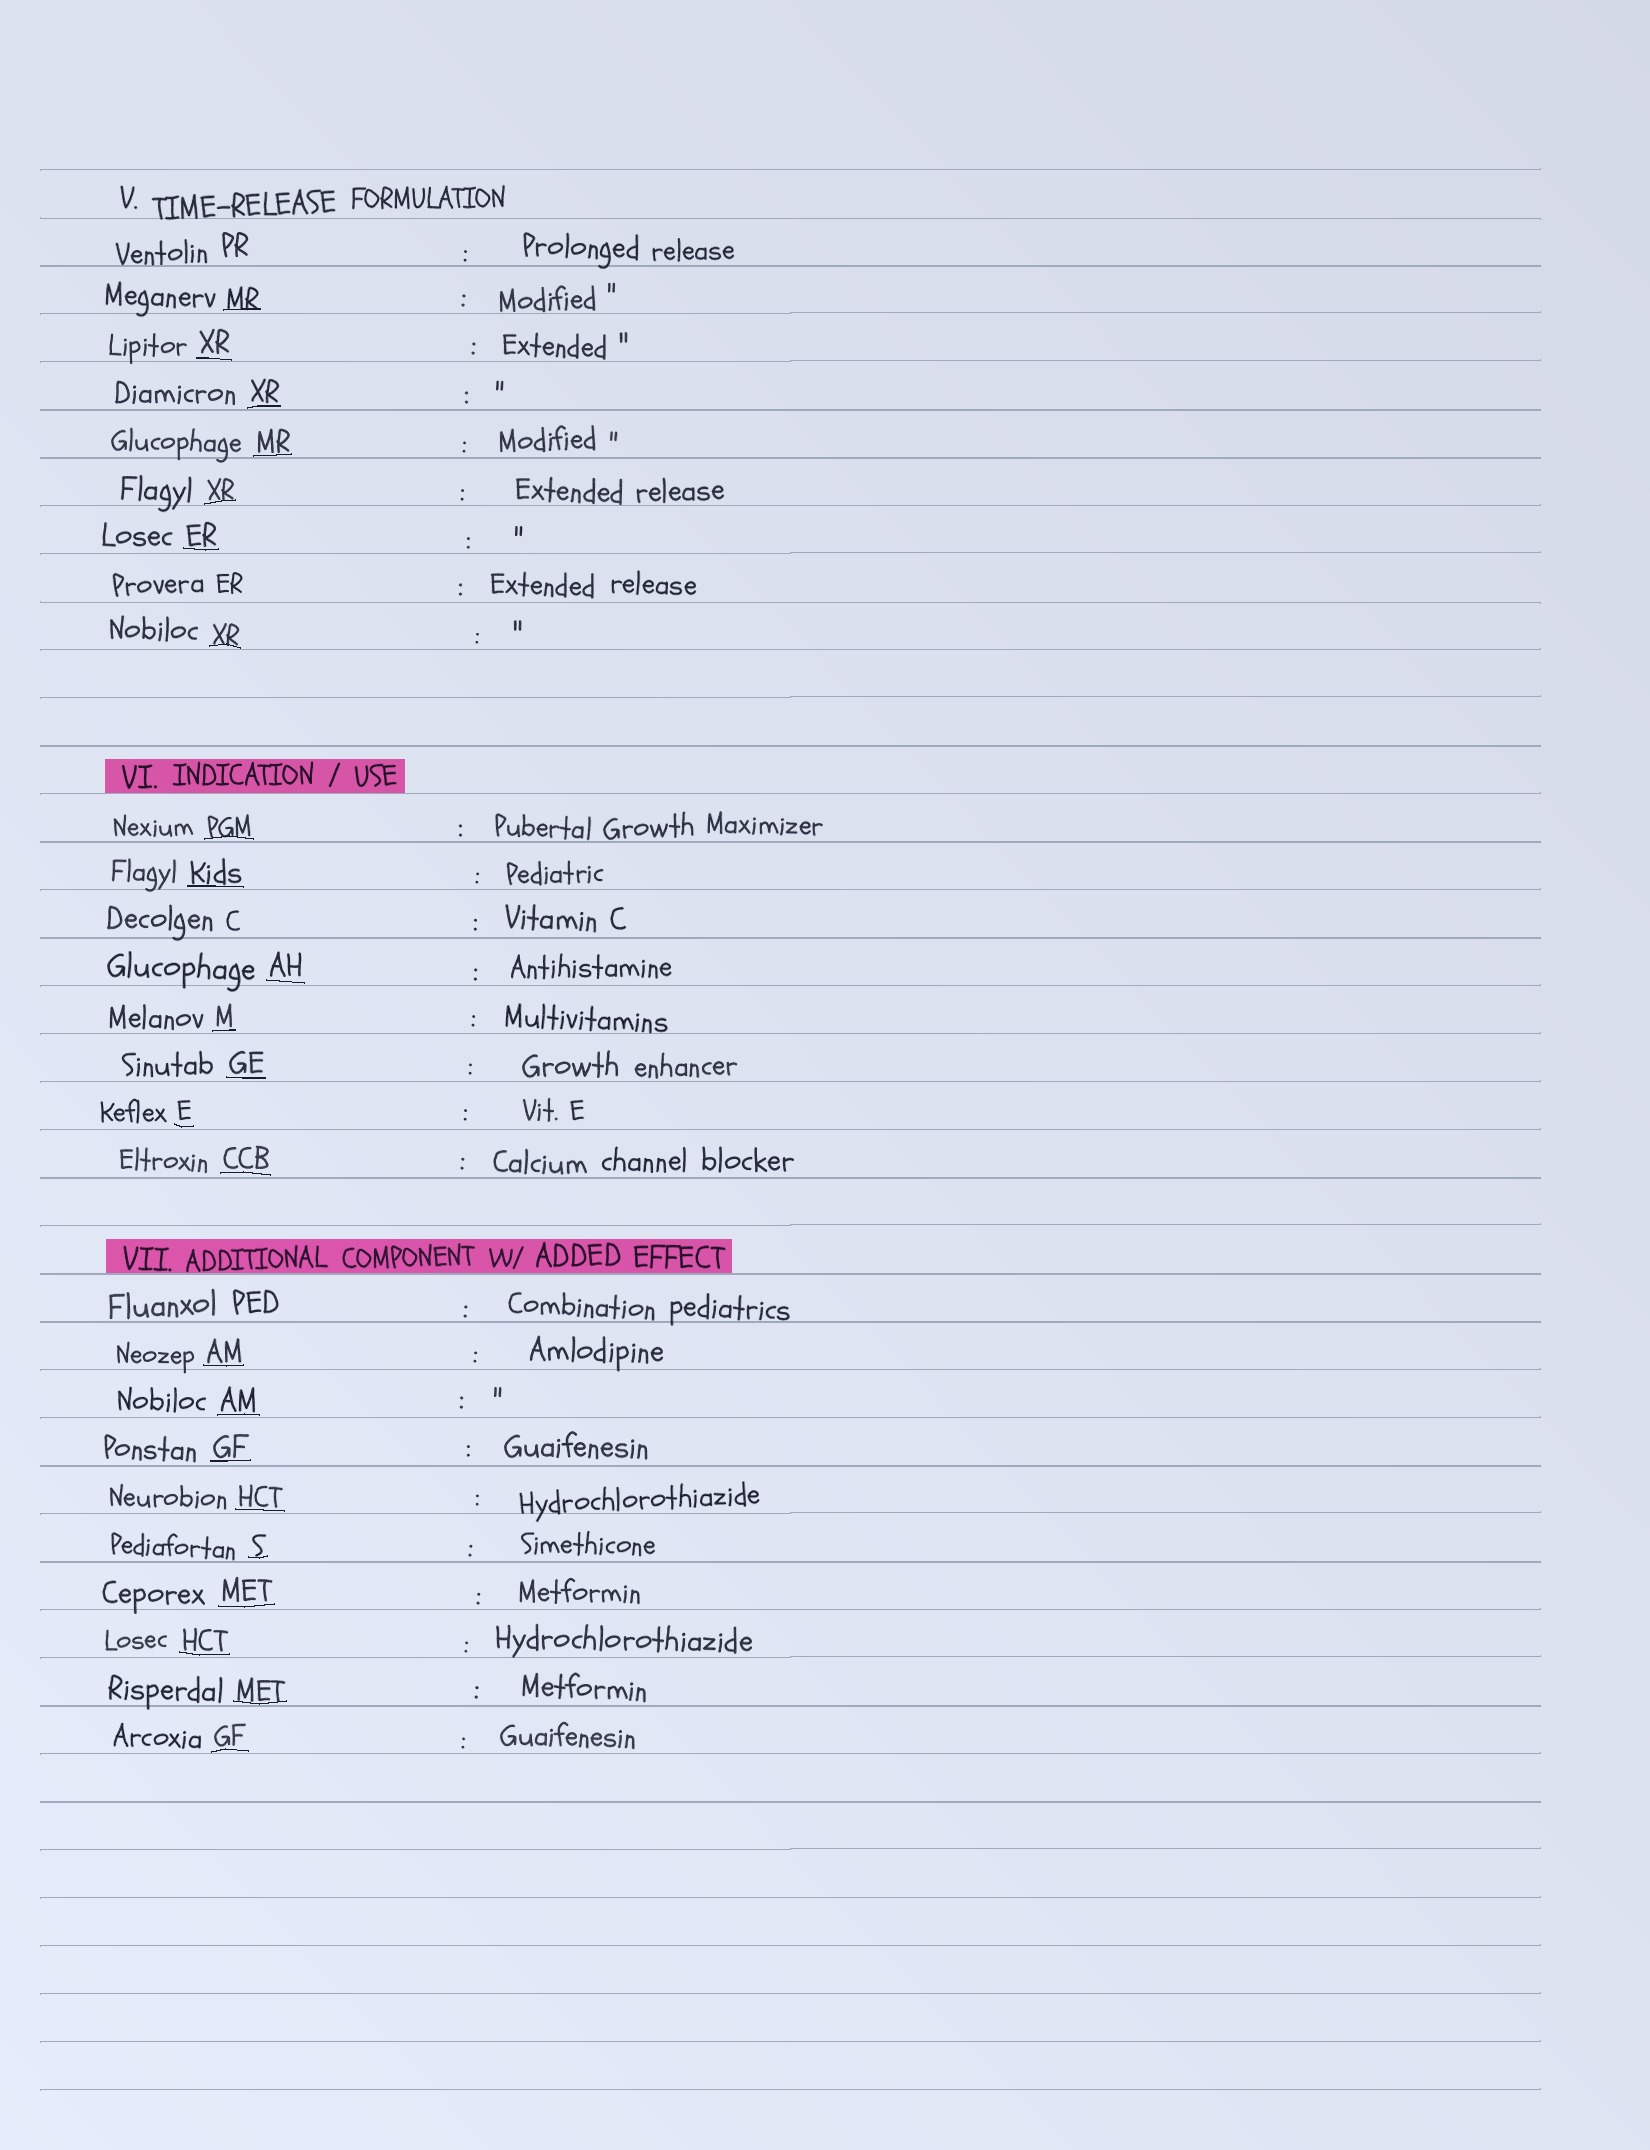 V. TIME-RELEASE FORMULATION
Ventolin PR : Prolonged release
Meganerv MR : Modified "
Lipitor XR : Extended "
Diamicron XR : "
Glucophage MR : Modified "
Flagyl XR : Extended release
Losec ER : "
Provera ER : Extended release
Nobiloc XR : "
VI. INDICATION / USE
Nexium PGM : Pubertal Growth Maximizer
Flagyl Kids : Pediatric
Decolgen C : Vitamin C
Glucophage AH : Antihistamine
Melanov M : Multivitamins
Sinutab GE : Growth enhancer
Keflex E : Vit. E
Eltroxin CCB : Calcium channel blocker
VII. ADDITIONAL COMPONENT W/ ADDED EFFECT
Fluanxol PED : Combination pediatrics
Neozep AM : Amlodipine
Nobiloc AM : "
Ponstan GF : Guaifenesin
Neurobion HCT : Hydrochlorothiazide
Pediafortan S : Simethicone
Ceporex MET : Metformin
Losec HCT : Hydrochlorothiazide
Risperdal MET : Metformin
Arcoxia GF : Guaifenesin